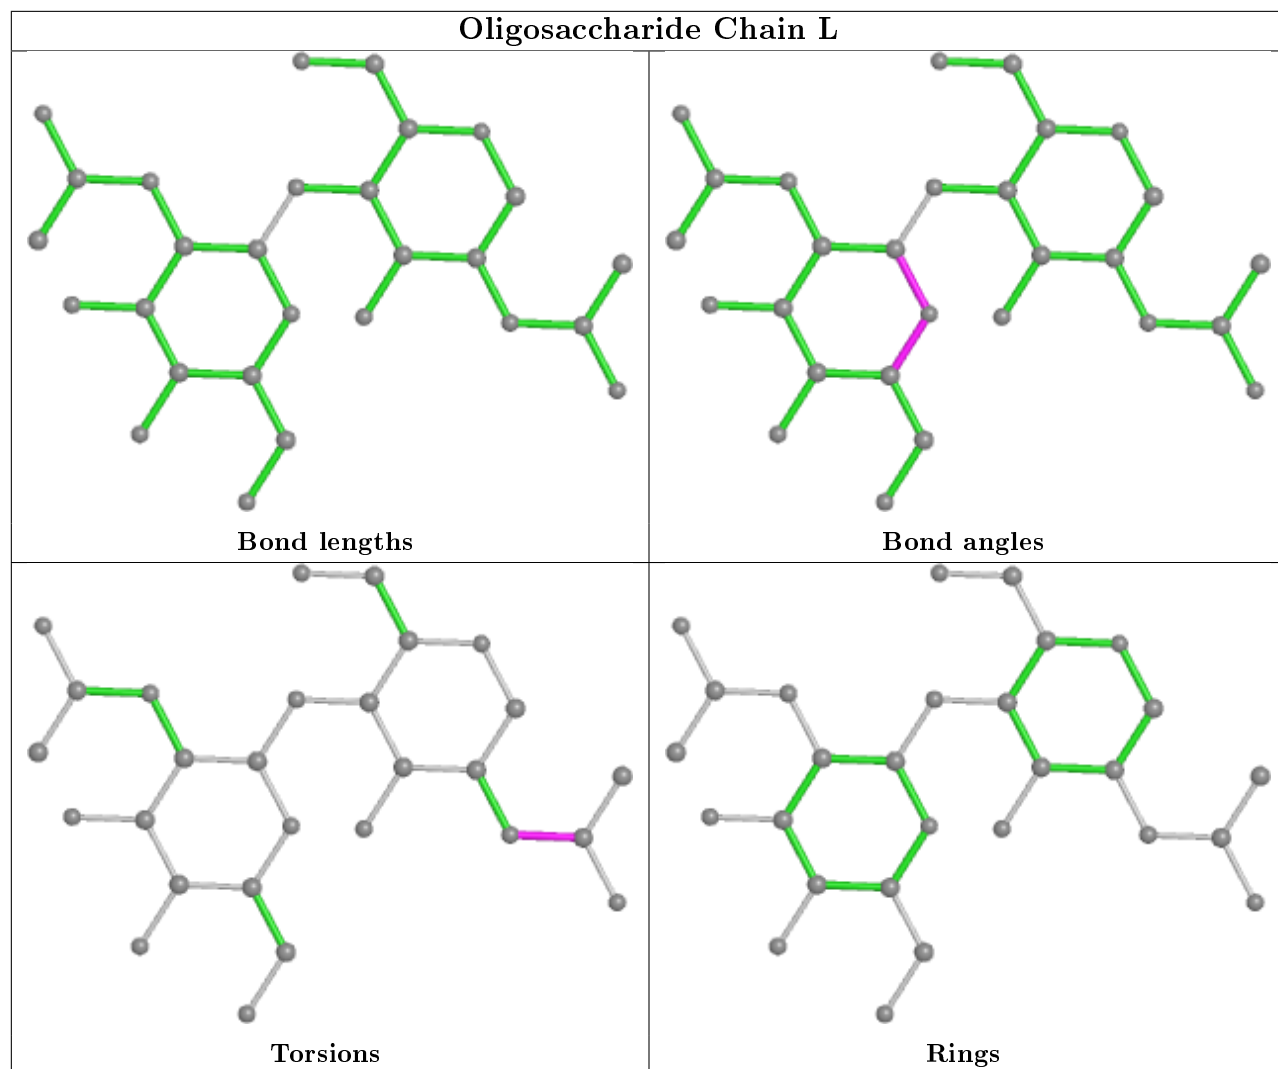 Oligosaccharide Chain L
Bond lengths
Bond angles
Torsions
Rings